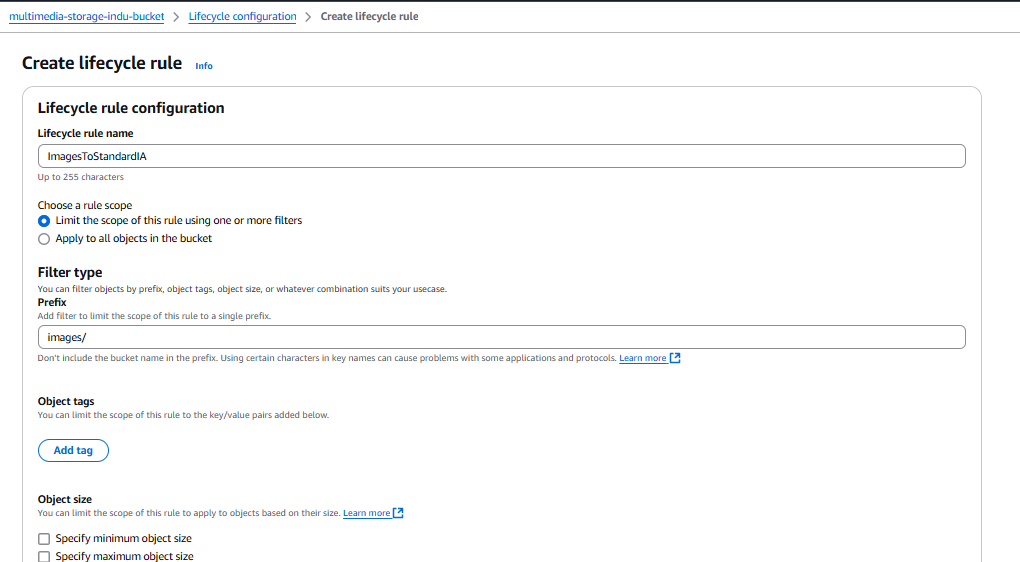 multimedia-storage-indu-bucket > Lifecycle configuration > Create lifecycle rule
Create lifecycle rule Info
Lifecycle rule configuration
Lifecycle rule name
ImagesToStandardIA
Up to 255 characters
Choose a rule scope
Limit the scope of this rule using one or more filters
Apply to all objects in the bucket
Filter type
You can filter objects by prefix, object tags, object size, or whatever combination suits your usecase.
Prefix
Add filter to limit the scope of this rule to a single prefix.
images/
Don't include the bucket name in the prefix. Using certain characters in key names can cause problems with some applications and protocols. Learn more
Object tags
You can limit the scope of this rule to the key/value pairs added below.
Add tag
Object size
You can limit the scope of this rule to apply to objects based on their size. Learn more
Specify minimum object size
Specify maximum object size